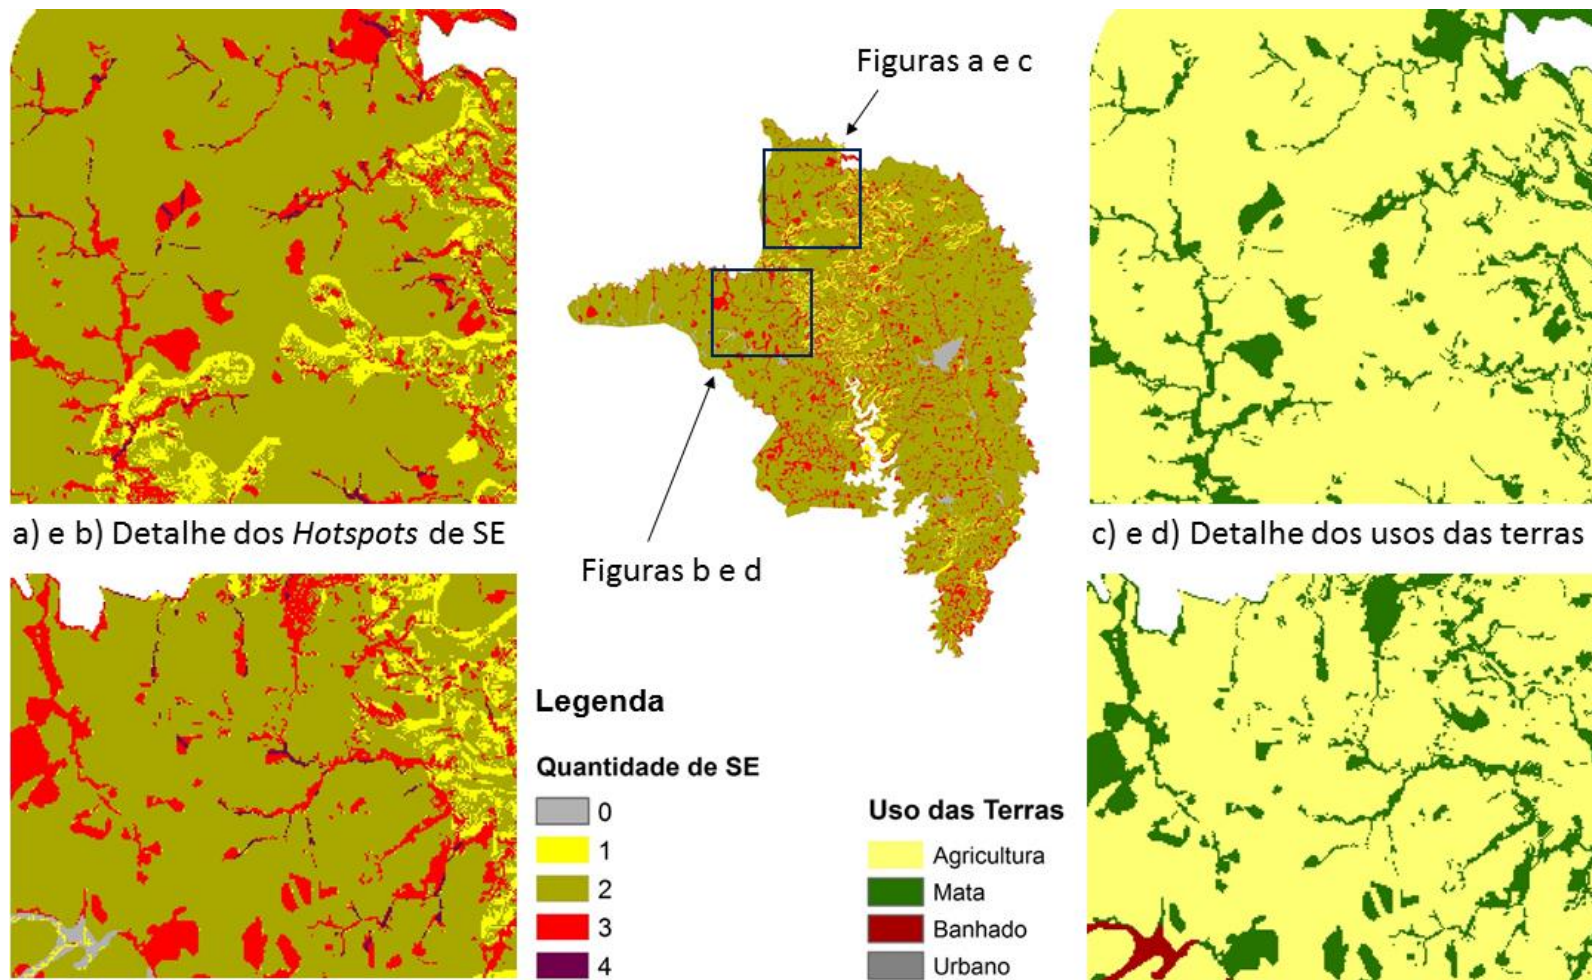 Figuras a e c
a) e b) Detalhe dos Hotspots de SE
c) e d) Detalhe dos usos das terras
Figuras b e d
Legenda
Quantidade de SE
0
1
2
3
4
Uso das Terras
Agricultura
Mata
Banhado
Urbano